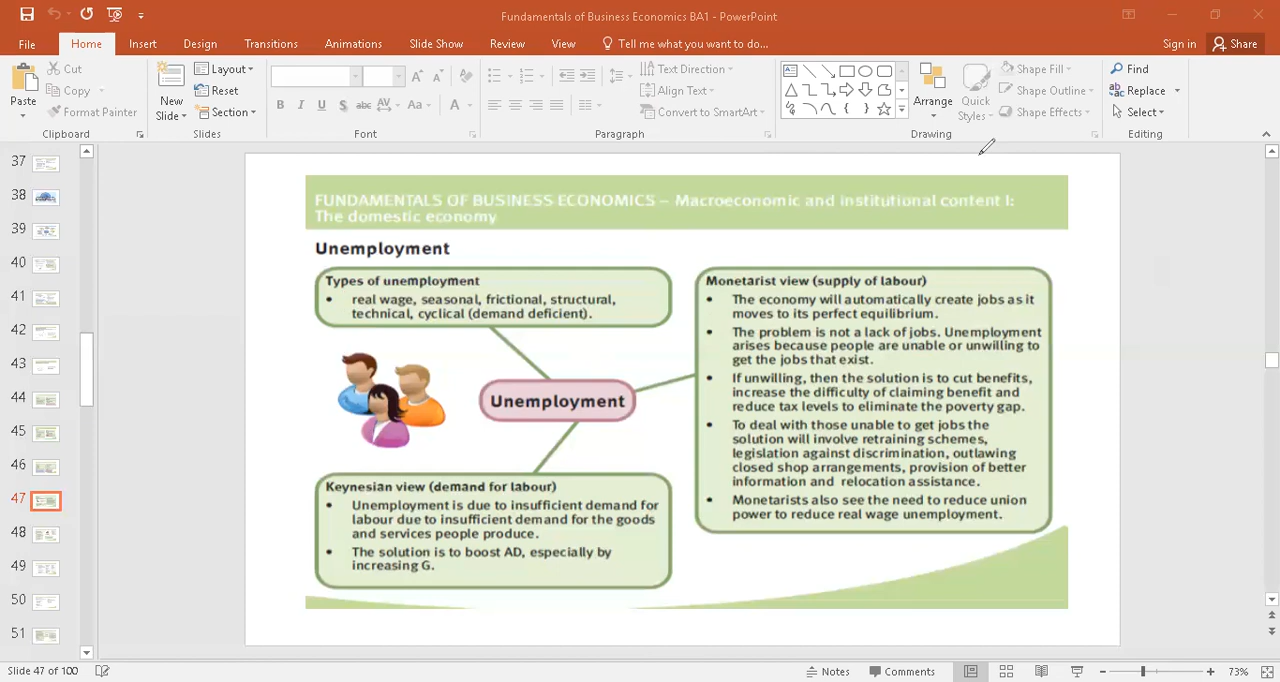 Fundamentals of Business Economics BA1 - PowerPoint
File Home Insert Design Transitions Animations Slide Show Review View Tell me what you want to do... Sign in Share
Paste
Cut
Copy
Format Painter
Clipboard
New
Slide
Layout
Reset
Section
Slides
B I U S abc AV Aa A
Font
Text Direction
Align Text
Convert to SmartArt
Paragraph
Arrange
Quick
Styles
Shape Fill
Shape Outline
Shape Effects
Drawing
Find
Replace
Select
Editing
37
38
39
40
41
42
43
44
45
46
47
48
49
50
51
FUNDAMENTALS OF BUSINESS ECONOMICS – Macroeconomic and institutional content I:
The domestic economy
Unemployment
Types of unemployment
• real wage, seasonal, frictional, structural,
technical, cyclical (demand deficient).
Unemployment
Keynesian view (demand for labour)
• Unemployment is due to insufficient demand for
labour due to insufficient demand for the goods
and services people produce.
• The solution is to boost AD, especially by
increasing G.
Monetarist view (supply of labour)
• The economy will automatically create jobs as it
moves to its perfect equilibrium.
• The problem is not a lack of jobs. Unemployment
arises because people are unable or unwilling to
get the jobs that exist.
• If unwilling, then the solution is to cut benefits,
increase the difficulty of claiming benefit and
reduce tax levels to eliminate the poverty gap.
• To deal with those unable to get jobs the
solution will involve retraining schemes,
legislation against discrimination, outlawing
closed shop arrangements, provision of better
information and relocation assistance.
• Monetarists also see the need to reduce union
power to reduce real wage unemployment.
Slide 47 of 100 Notes Comments 73%